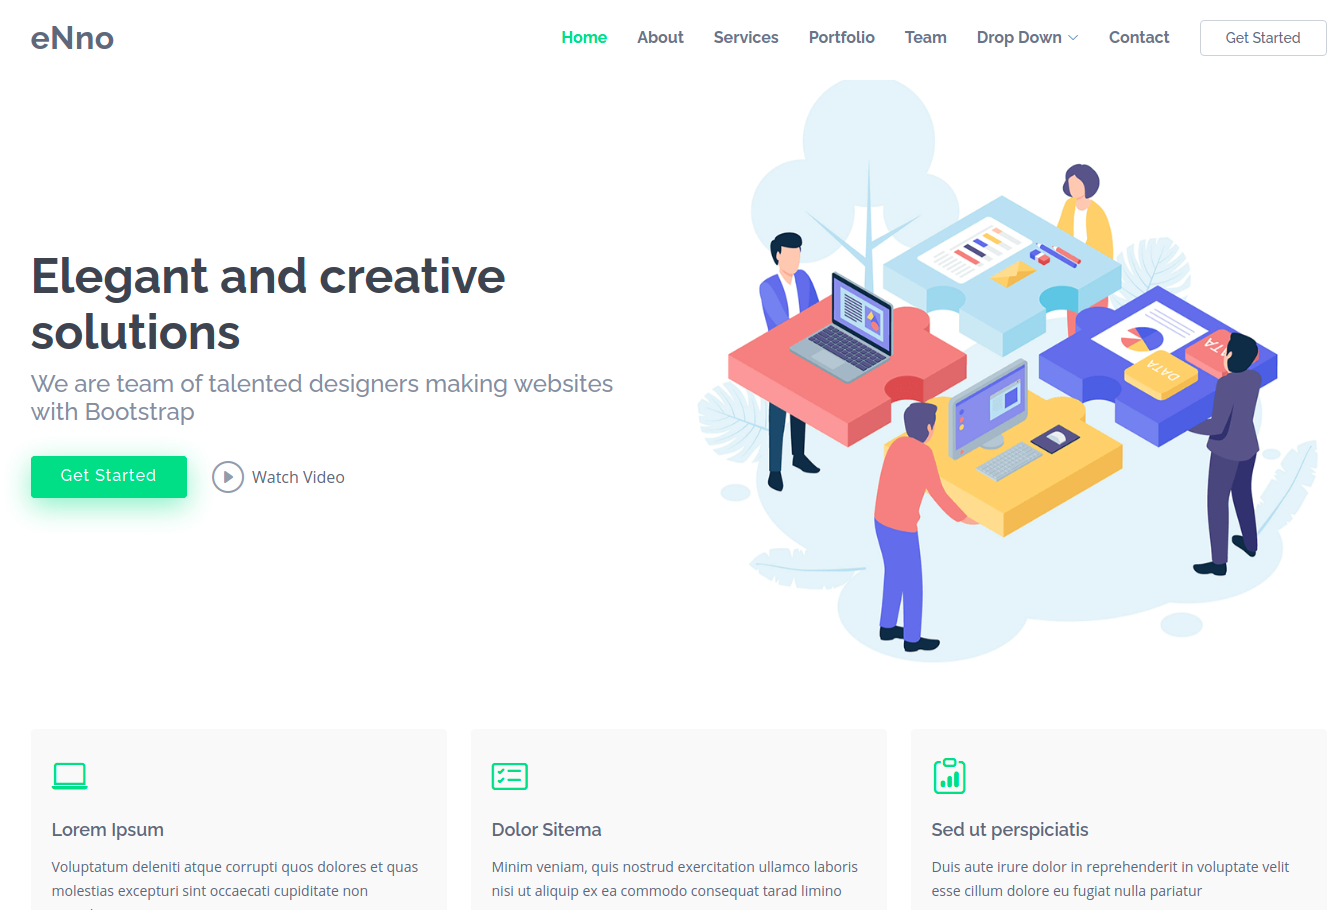 eNno
Home About Services Portfolio Team Drop Down Contact Get Started
Elegant and creative
solutions
We are team of talented designers making websites
with Bootstrap
Get Started Watch Video
DATA
Lorem Ipsum
Voluptatum deleniti atque corrupti quos dolores et quas
molestias excepturi sint occaecati cupiditate non
Dolor Sitema
Minim veniam, quis nostrud exercitation ullamco laboris
nisi ut aliquip ex ea commodo consequat tarad limino
Sed ut perspiciatis
Duis aute irure dolor in reprehenderit in voluptate velit
esse cillum dolore eu fugiat nulla pariatur